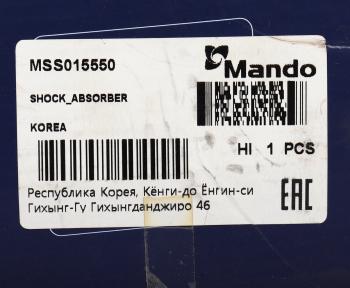 MSS015550
Mando
SHOCK_ABSORBER
KOREA
HI 1 PCS
Республика Корея, Кёнги-до Ёнгин-си
Гихынг-Гу Гихынгданджиро 46
EAC